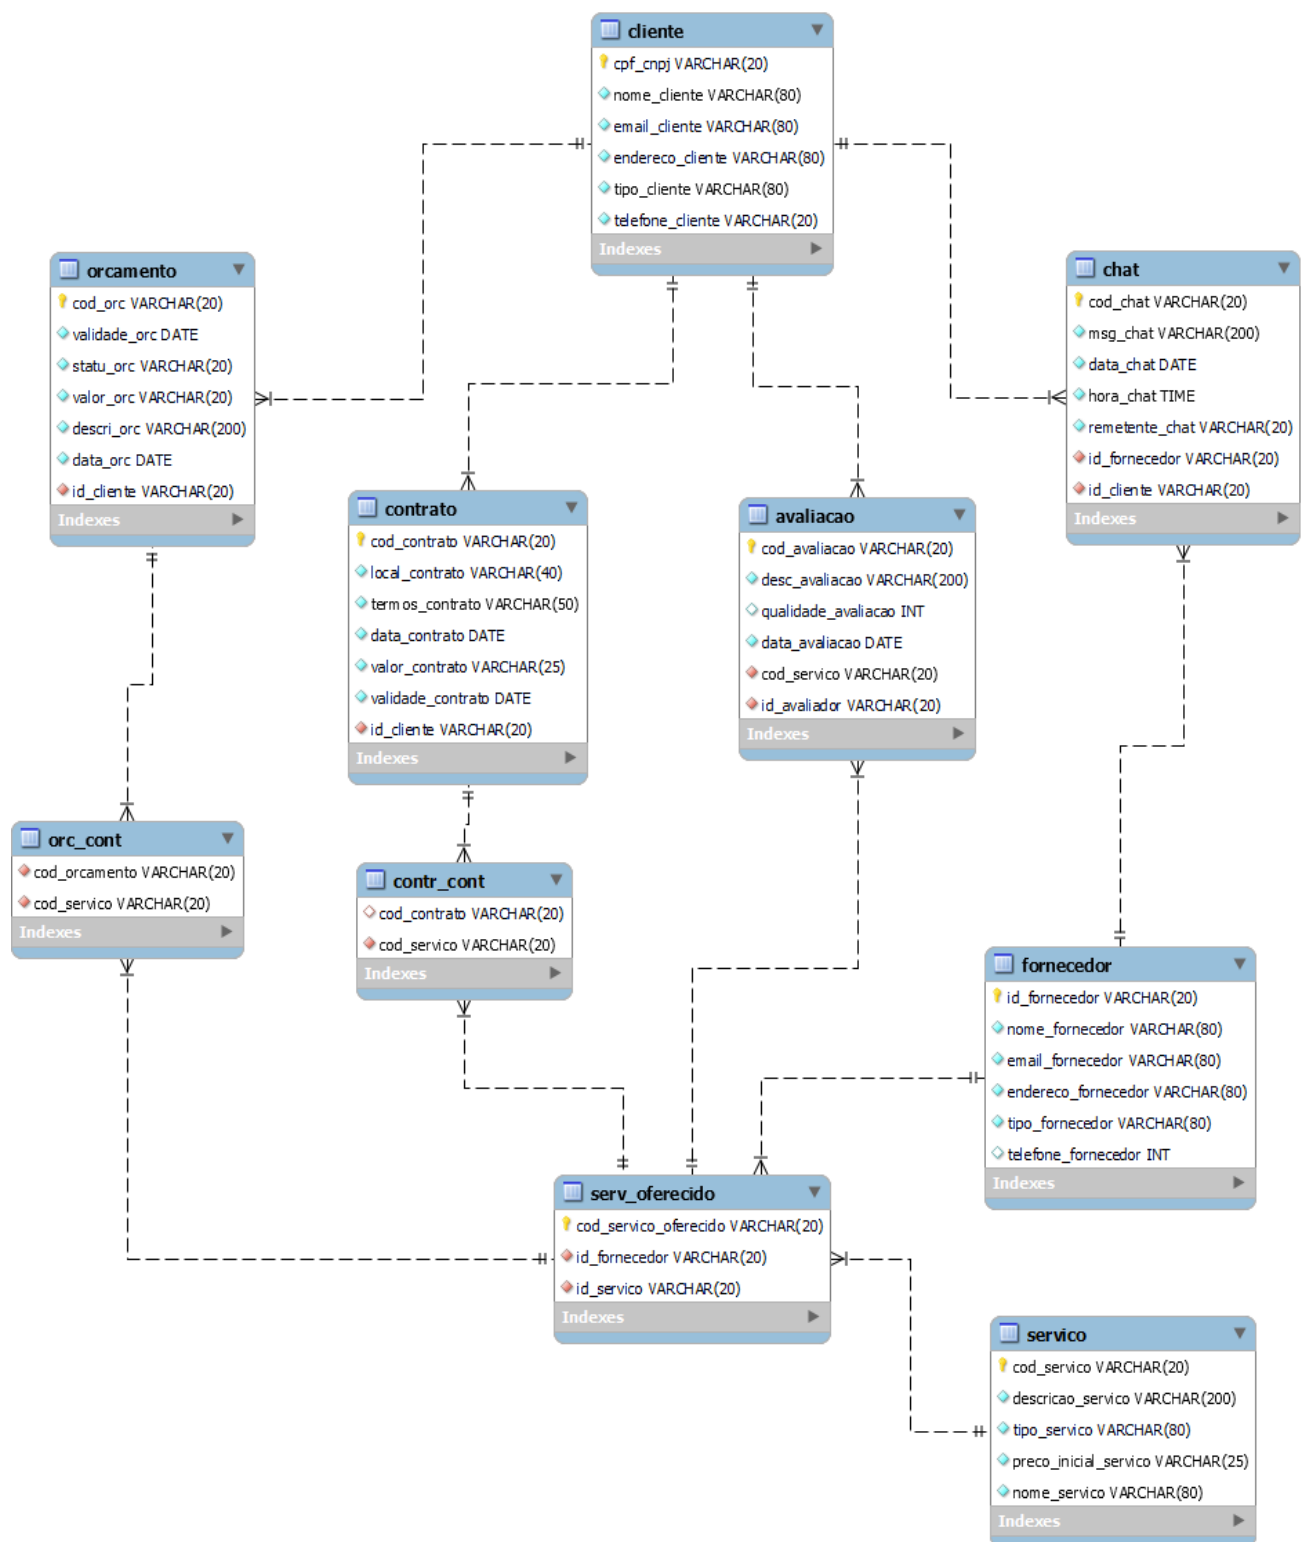 cliente
cpf_cnpj VARCHAR(20)
nome_cliente VARCHAR(80)
email_cliente VARCHAR(80)
endereco_cliente VARCHAR(80)
tipo_cliente VARCHAR(80)
telefone_cliente VARCHAR(20)
Indexes
orcamento
cod_orc VARCHAR(20)
validade_orc DATE
statu_orc VARCHAR(20)
valor_orc VARCHAR(20)
descri_orc VARCHAR(200)
data_orc DATE
id_cliente VARCHAR(20)
Indexes
chat
cod_chat VARCHAR(20)
msg_chat VARCHAR(200)
data_chat DATE
hora_chat TIME
remetente_chat VARCHAR(20)
id_fornecedor VARCHAR(20)
id_cliente VARCHAR(20)
Indexes
contrato
cod_contrato VARCHAR(20)
local_contrato VARCHAR(40)
termos_contrato VARCHAR(50)
data_contrato DATE
valor_contrato VARCHAR(25)
validade_contrato DATE
id_cliente VARCHAR(20)
Indexes
avaliacao
cod_avaliacao VARCHAR(20)
desc_avaliacao VARCHAR(200)
qualidade_avaliacao INT
data_avaliacao DATE
cod_servico VARCHAR(20)
id_avaliador VARCHAR(20)
Indexes
orc_cont
cod_orcamento VARCHAR(20)
cod_servico VARCHAR(20)
Indexes
contr_cont
cod_contrato VARCHAR(20)
cod_servico VARCHAR(20)
Indexes
fornecedor
id_fornecedor VARCHAR(20)
nome_fornecedor VARCHAR(80)
email_fornecedor VARCHAR(80)
endereco_fornecedor VARCHAR(80)
tipo_fornecedor VARCHAR(80)
telefone_fornecedor INT
Indexes
serv_oferecido
cod_servico_oferecido VARCHAR(20)
id_fornecedor VARCHAR(20)
id_servico VARCHAR(20)
Indexes
servico
cod_servico VARCHAR(20)
descricao_servico VARCHAR(200)
tipo_servico VARCHAR(80)
preco_inicial_servico VARCHAR(25)
nome_servico VARCHAR(80)
Indexes